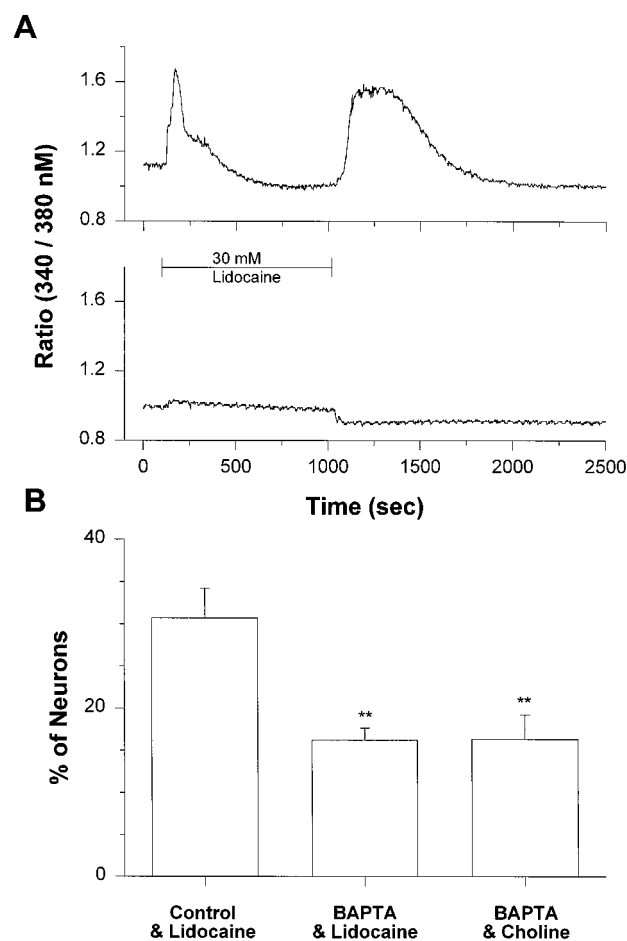 A
1.6
1.2
0.8
Ratio (340 / 380 nM)
30 mM
Lidocaine
1.6
1.2
0.8
0 500 1000 1500 2000 2500
Time (sec)
B
40
20
0
% of Neurons
**
**
Control
& Lidocaine
BAPTA
& Lidocaine
BAPTA
& Choline